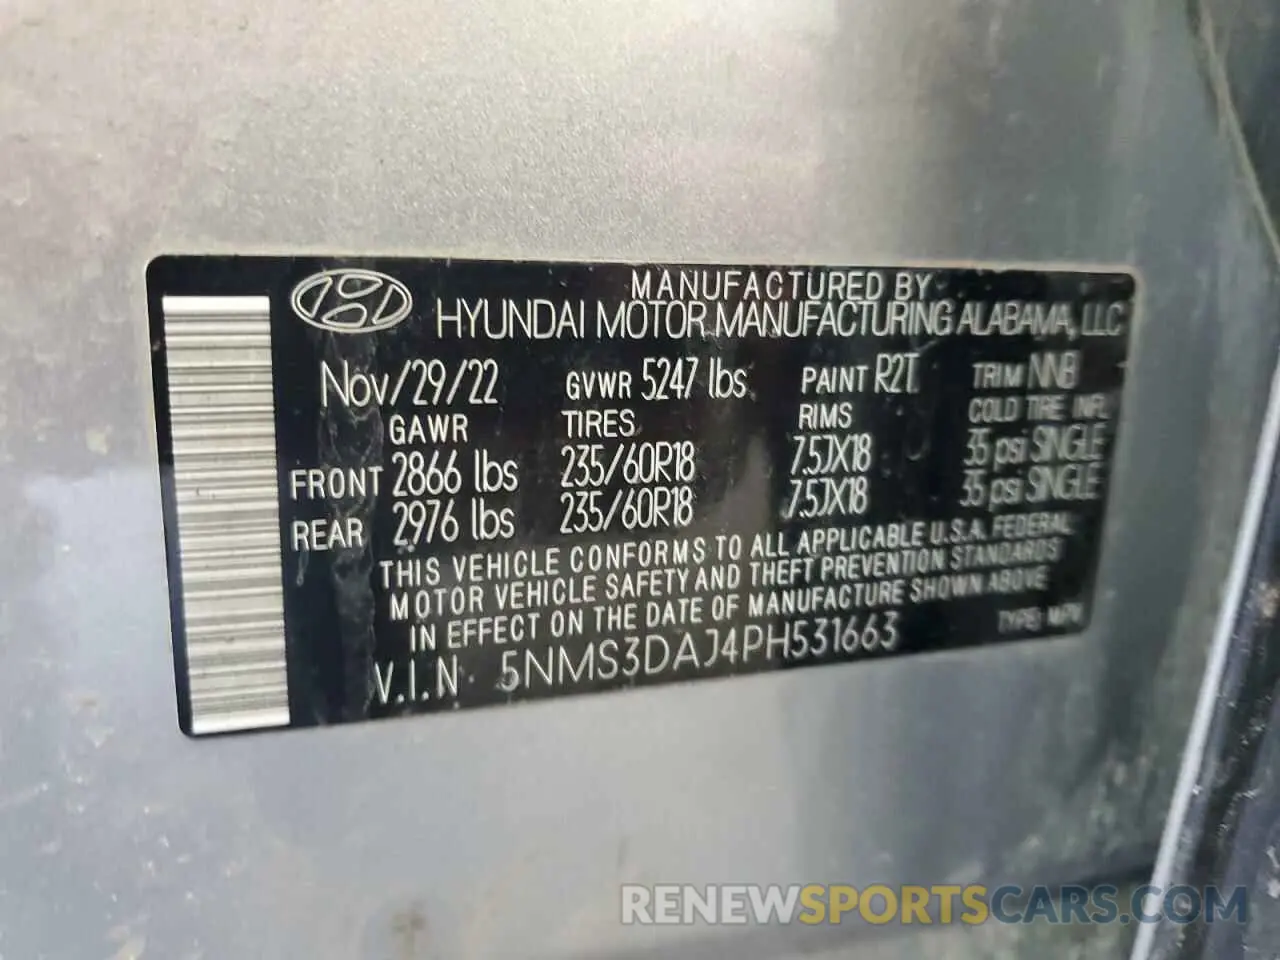 MANUFACTURED BY
HYUNDAI MOTOR MANUFACTURING ALABAMA, LLC
Nov/29/22 GVWR 5247 lbs PAINT R2T TRIM NNB
GAWR TIRES RIMS COLD TIRE INFL
FRONT 2866 lbs 235/60R18 7.5JX18 35 psi SINGLE
REAR 2976 lbs 235/60R18 7.5JX18 35 psi SINGLE
THIS VEHICLE CONFORMS TO ALL APPLICABLE U.S.A. FEDERAL
MOTOR VEHICLE SAFETY AND THEFT PREVENTION STANDARDS
IN EFFECT ON THE DATE OF MANUFACTURE SHOWN ABOVE
V.I.N. 5NMS3DAJ4PH531663 TYPE: MPV
RENEWSPORTSCARS.COM